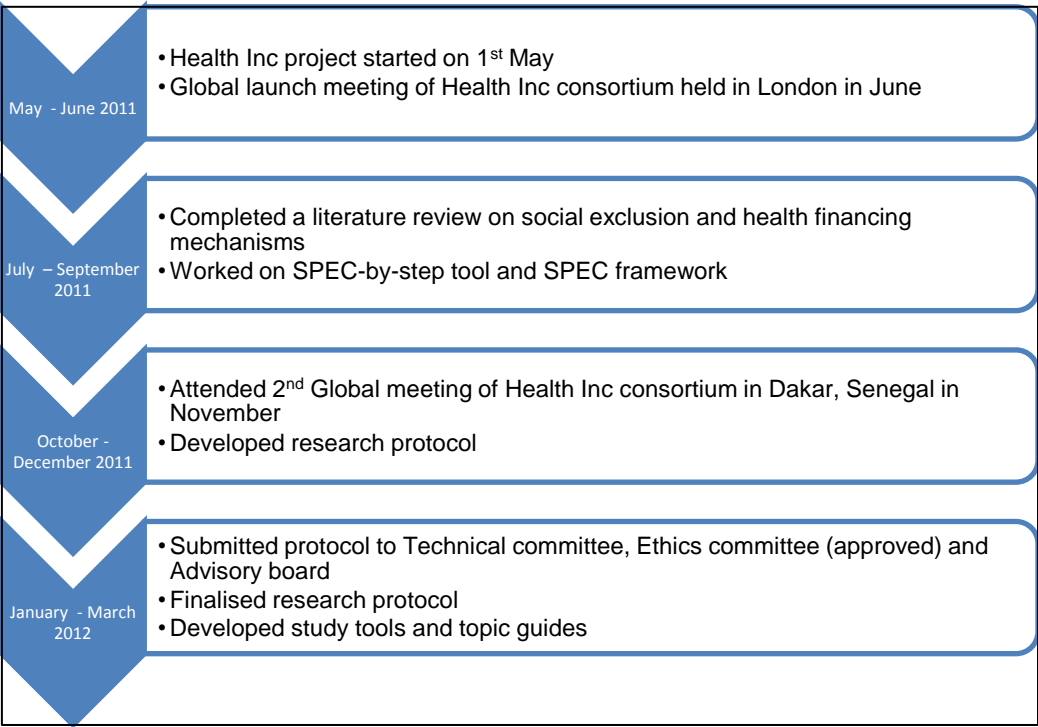 May - June 2011
• Health Inc project started on 1st May
• Global launch meeting of Health Inc consortium held in London in June
July – September
2011
• Completed a literature review on social exclusion and health financing
mechanisms
• Worked on SPEC-by-step tool and SPEC framework
October -
December 2011
• Attended 2nd Global meeting of Health Inc consortium in Dakar, Senegal in
November
• Developed research protocol
January - March
2012
• Submitted protocol to Technical committee, Ethics committee (approved) and
Advisory board
• Finalised research protocol
• Developed study tools and topic guides